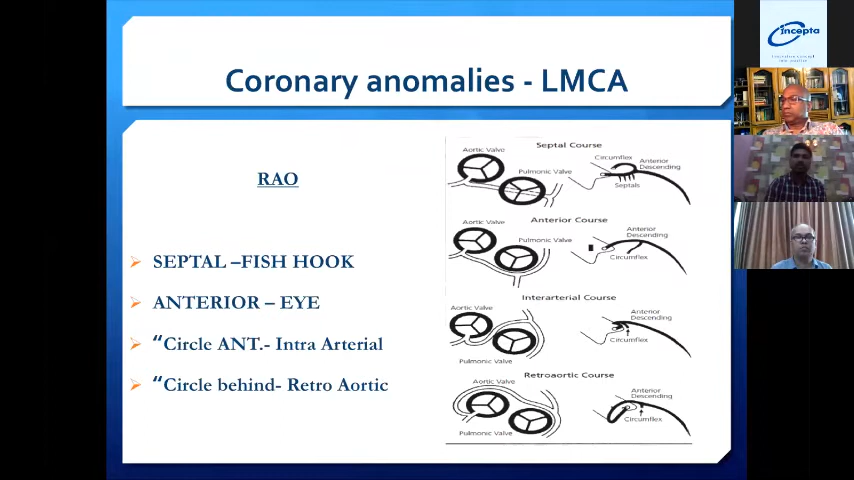 Coronary anomalies - LMCA
RAO
SEPTAL –FISH HOOK
ANTERIOR – EYE
“Circle ANT.- Intra Arterial
“Circle behind- Retro Aortic
Septal Course
Aortic Valve
Pulmonic Valve
Circumflex
Anterior
Descending
Septals
Anterior Course
Aortic Valve
Pulmonic Valve
Anterior
Descending
Circumflex
Interarterial Course
Aortic Valve
Pulmonic Valve
Anterior
Descending
Circumflex
Retroaortic Course
Aortic Valve
Pulmonic Valve
Anterior
Descending
Circumflex
incepta